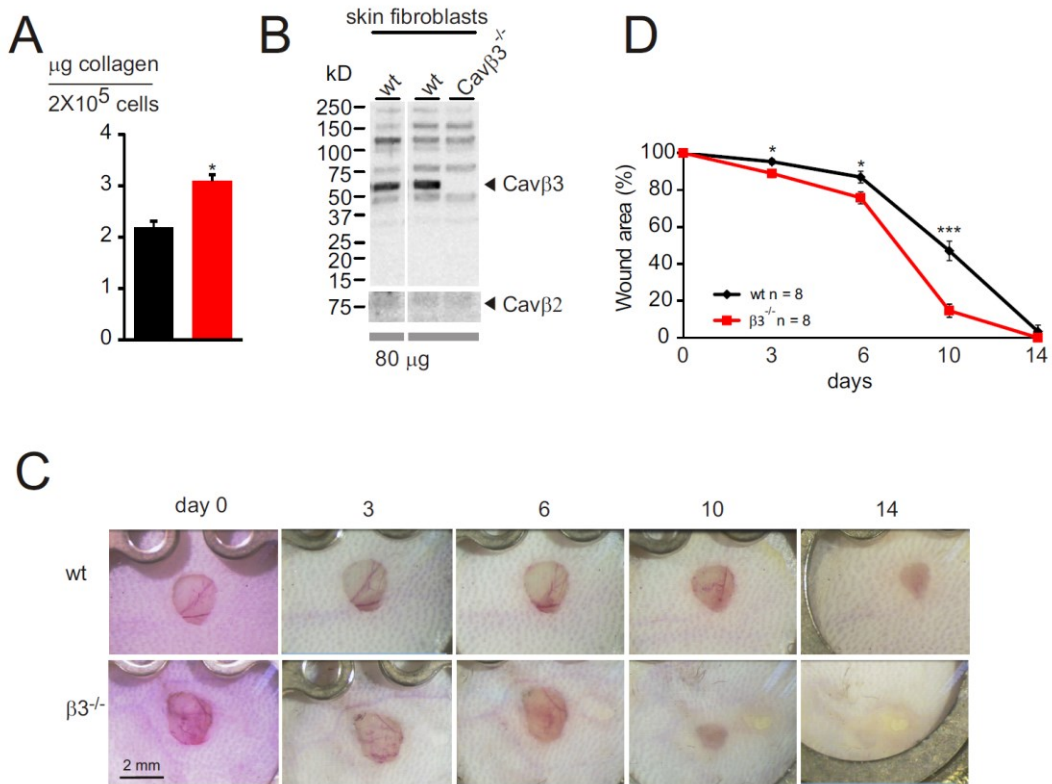 A
µg collagen
2X10⁵ cells
4
3
2
1
0
*
B
skin fibroblasts
kD
wt
wt
Cavβ3⁻/⁻
250
150
100
75
50
37
25
20
15
75
Cavβ3
Cavβ2
80 µg
D
Wound area (%)
100
80
60
40
20
0
*
*
***
wt n = 8
β3⁻/⁻ n = 8
0 3 6 10 14
days
C
day 0 3 6 10 14
wt
β3⁻/⁻
2 mm